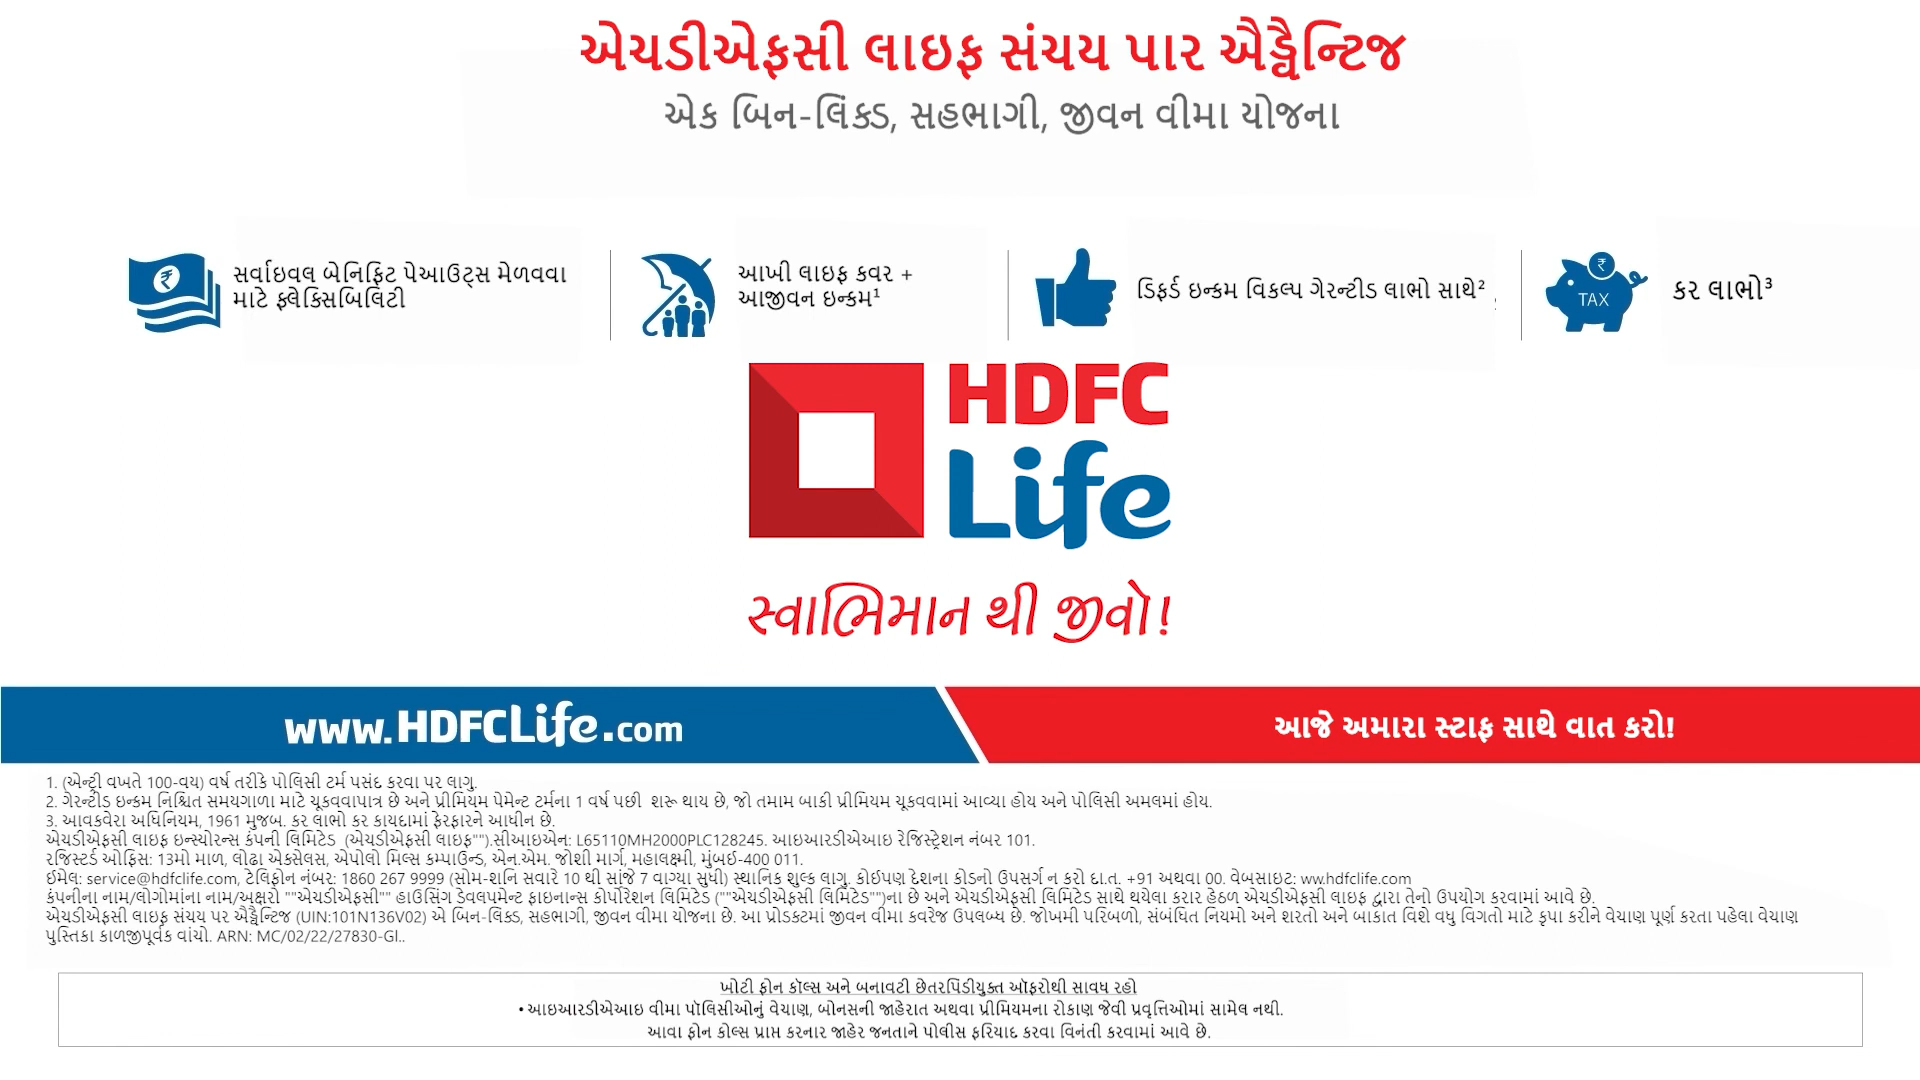 એચડીએફસી લાઇફ સંચય પાર ઐડ્વૈન્ટિજ
એક બિન-લિંક્ડ, સહભાગી, જીવન વીમા યોજના
સર્વાઇવલ બેનિફિટ પેઆઉટ્સ મેળવવા
માટે ફ્લેક્સિબિલિટી
આખી લાઇફ કવર +
આજીવન ઇન્કમ¹
ડિફર્ડ ઇન્કમ વિકલ્પ ગેરન્ટીડ લાભો સાથે²
TAX
કર લાભો³
HDFC
Life
સ્વાભિમાન થી જીવો!
www.HDFCLife.com
આજે અમારા સ્ટાફ સાથે વાત કરો!
1. (એન્ટ્રી વખતે 100-વય) વર્ષ તરીકે પોલિસી ટર્મ પસંદ કરવા પર લાગુ.
2. ગેરન્ટીડ ઇન્કમ નિશ્ચિત સમયગાળા માટે ચૂકવવાપાત્ર છે અને પ્રીમિયમ પેમેન્ટ ટર્મના 1 વર્ષ પછી શરૂ થાય છે, જો તમામ બાકી પ્રીમિયમ ચૂકવવામાં આવ્યા હોય અને પોલિસી અમલમાં હોય.
3. આવકવેરા અધિનિયમ, 1961 મુજબ. કર લાભો કર કાયદામાં ફેરફારને આધીન છે.
એચડીએફસી લાઇફ ઇન્સ્યોરન્સ કંપની લિમિટેડ (એચડીએફસી લાઇફ"").સીઆઇએન: L65110MH2000PLC128245. આઇઆરડીએઆઇ રેજિસ્ટ્રેશન નંબર 101.
રજિસ્ટર્ડ ઓફિસ: 13મો માળ, લોઢા એક્સેલસ, એપોલો મિલ્સ કમ્પાઉન્ડ, એન.એમ. જોશી માર્ગ, મહાલક્ષ્મી, મુંબઈ-400 011.
ઈમેલ: service@hdfclife.com, ટેલિફોન નંબર: 1860 267 9999 (સોમ-શનિ સવારે 10 થી સાંજે 7 વાગ્યા સુધી) સ્થાનિક શુલ્ક લાગુ. કોઈપણ દેશના કોડનો ઉપસર્ગ ન કરો દા.ત. +91 અથવા 00. વેબસાઇટ: ww.hdfclife.com
કંપનીના નામ/લોગોમાંના નામ/અક્ષરો ""એચડીએફસી"" હાઉસિંગ ડેવલપમેન્ટ ફાઇનાન્સ કોર્પોરેશન લિમિટેડ (""એચડીએફસી લિમિટેડ"")ના છે અને એચડીએફસી લિમિટેડ સાથે થયેલા કરાર હેઠળ એચડીએફસી લાઇફ દ્વારા તેનો ઉપયોગ કરવામાં આવે છે.
એચડીએફસી લાઇફ સંચય પર ઐડ્વૈન્ટિજ (UIN:101N136V02) એ બિન-લિંક્ડ, સહભાગી, જીવન વીમા યોજના છે. આ પ્રોડક્ટમાં જીવન વીમા કવરેજ ઉપલબ્ધ છે. જોખમી પરિબળો, સંબંધિત નિયમો અને શરતો અને બાકાત વિશે વધુ વિગતો માટે કૃપા કરીને વેચાણ પૂર્ણ કરતા પહેલા વેચાણ
પુસ્તિકા કાળજીપૂર્વક વાંચો. ARN: MC/02/22/27830-GI..
ખોટી ફોન કૉલ્સ અને બનાવટી છેતરપિંડીયુક્ત ઑફરોથી સાવધ રહો
• આઇઆરડીએઆઇ વીમા પૉલિસીઓનું વેચાણ, બોનસની જાહેરાત અથવા પ્રીમિયમના રોકાણ જેવી પ્રવૃત્તિઓમાં સામેલ નથી.
આવા ફોન કોલ્સ પ્રાપ્ત કરનાર જાહેર જનતાને પોલીસ ફરિયાદ કરવા વિનંતી કરવામાં આવે છે.